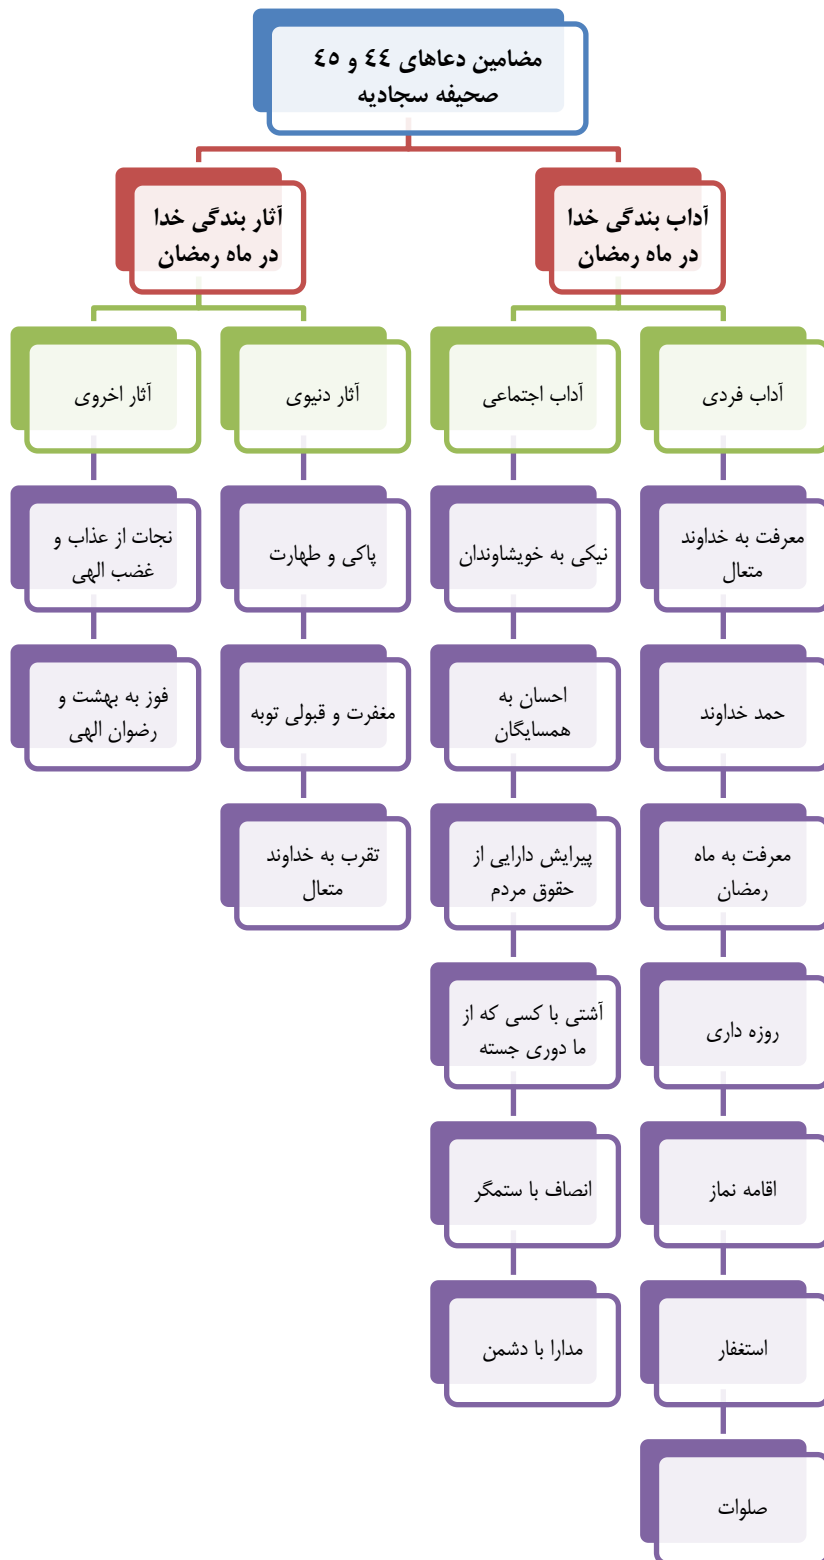 مضامین دعاهای ٤٤ و ٤٥
صحیفه سجادیه
آداب بندگی خدا
در ماه رمضان
آداب فردی
معرفت به خداوند
متعال
حمد خداوند
معرفت به ماه
رمضان
روزه داری
اقامه نماز
استغفار
صلوات
آداب اجتماعی
نیکی به خویشاوندان
احسان به
همسایگان
پیرایش دارایی از
حقوق مردم
آشتی با کسی که از
ما دوری جسته
انصاف با ستمگر
مدارا با دشمن
آثار بندگی خدا
در ماه رمضان
آثار دنیوی
پاکی و طهارت
مغفرت و قبولی توبه
تقرب به خداوند
متعال
آثار اخروی
نجات از عذاب و
غضب الهی
فوز به بهشت و
رضوان الهی